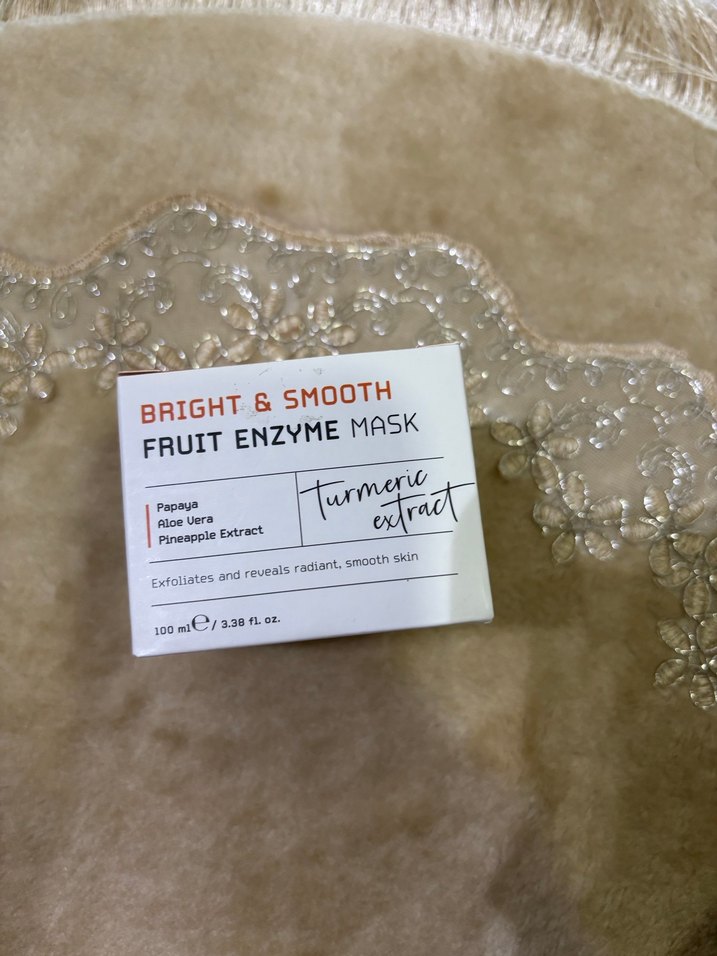 BRIGHT & SMOOTH
FRUIT ENZYME MASK
Papaya
Aloe Vera
Pineapple Extract
turmeric
extract
Exfoliates and reveals radiant, smooth skin
100 ml℮/ 3.38 fl. oz.